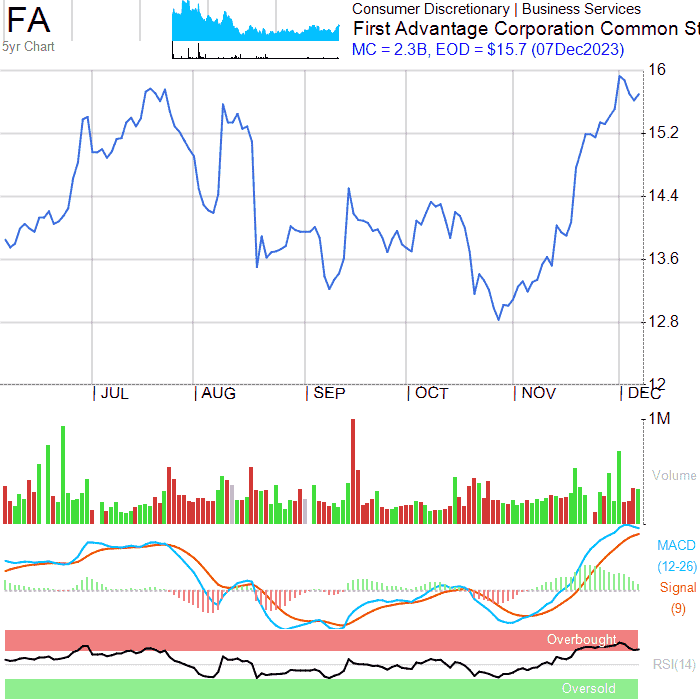 FA
5yr Chart
Consumer Discretionary | Business Services
First Advantage Corporation Common St
MC = 2.3B, EOD = $15.7 (07Dec2023)
16
15.2
14.4
13.6
12.8
12
JUL AUG SEP OCT NOV DEC
1M
Volume
MACD
(12-26)
Signal
(9)
Overbought
RSI(14)
Oversold